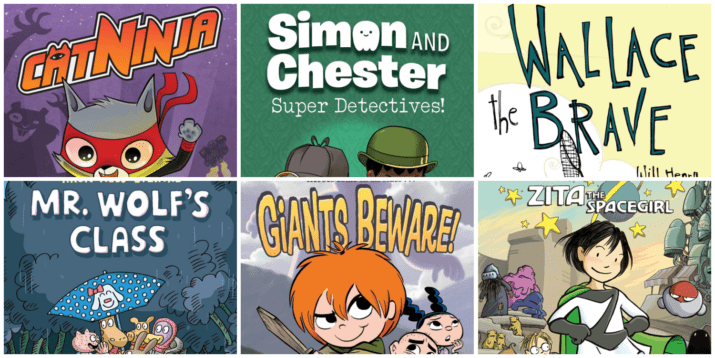 CATNINJA
Simon AND
Chester
Super Detectives!
WALLACE
the BRAVE
Will Henry
MR. WOLF'S
CLASS
GIANTS BEWARE!
ZITA THE
SPACEGIRL